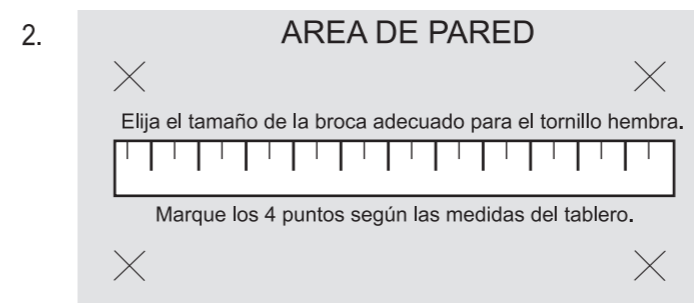 2.
AREA DE PARED
Elija el tamaño de la broca adecuado para el tornillo hembra.
Marque los 4 puntos según las medidas del tablero.